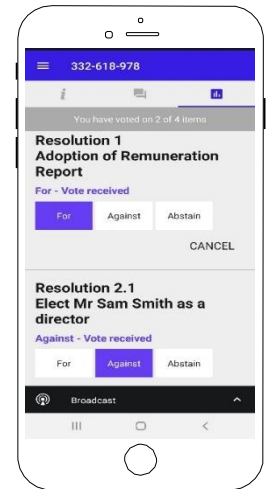 332-618-978
i
You have voted on 2 of 4 items
Resolution 1
Adoption of Remuneration
Report
For - Vote received
For Against Abstain
CANCEL
Resolution 2.1
Elect Mr Sam Smith as a
director
Against - Vote received
For Against Abstain
Broadcast